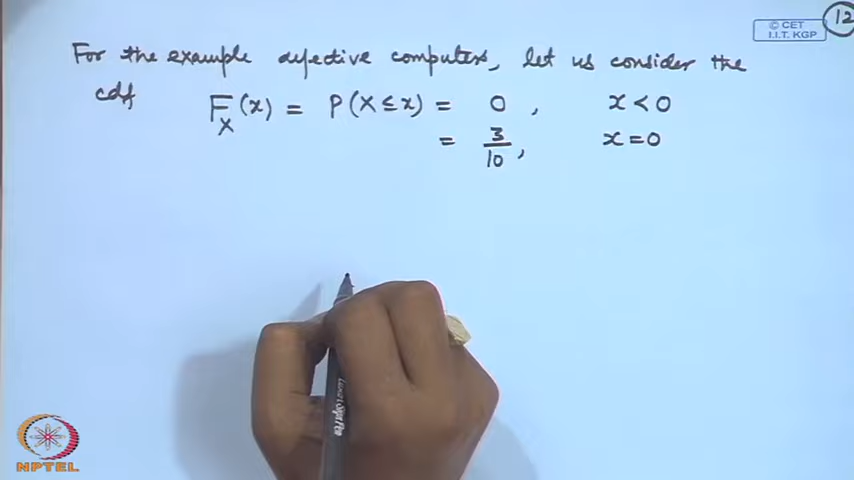 © CET
I.I.T. KGP
12
For the example defective computers, let us consider the
cdf F_X(x) = P(X ≤ x) = 0 , x < 0
= 3/10 , x = 0
NPTEL